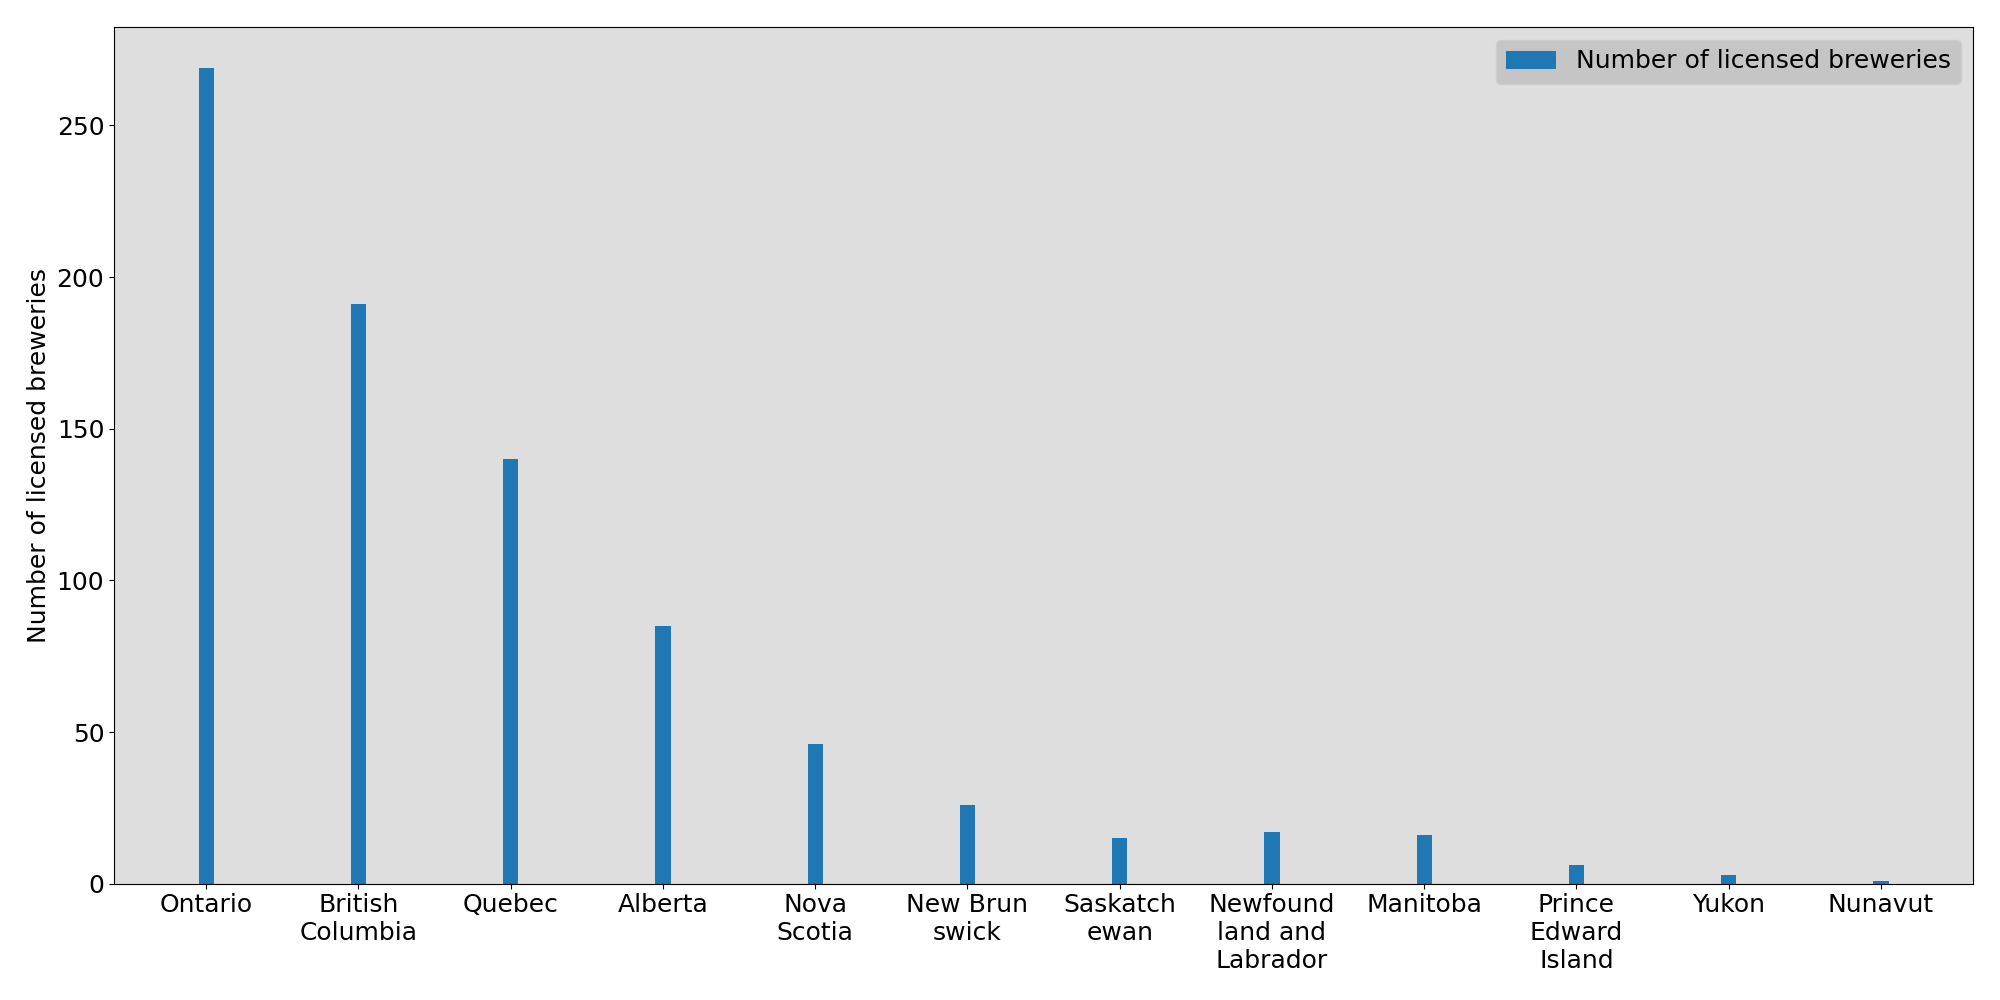 Number of licensed breweries
250
200
150
100
50
0
Number of licensed breweries
Ontario
British
Columbia
Quebec
Alberta
Nova
Scotia
New Brun
swick
Saskatch
ewan
Newfound
land and
Labrador
Manitoba
Prince
Edward
Island
Yukon
Nunavut